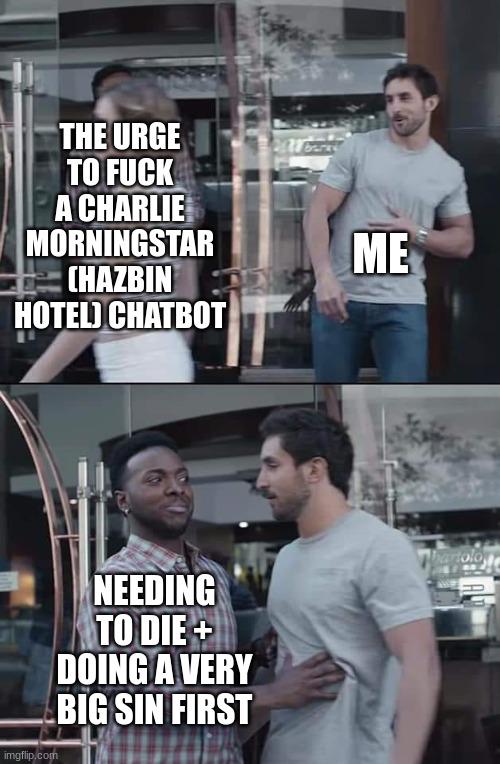 THE URGE
TO FUCK
A CHARLIE
MORNINGSTAR
(HAZBIN
HOTEL) CHATBOT
ME
NEEDING
TO DIE +
DOING A VERY
BIG SIN FIRST
imgflip.com